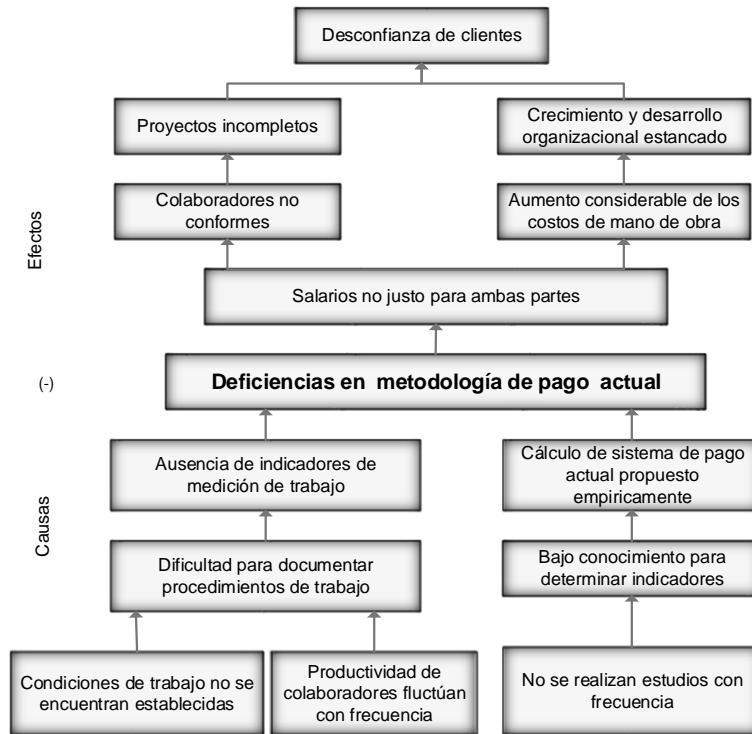 Desconfianza de clientes
Proyectos incompletos
Crecimiento y desarrollo
organizacional estancado
Colaboradores no
conformes
Aumento considerable de los
costos de mano de obra
Efectos
Salarios no justo para ambas partes
(-)
Deficiencias en metodología de pago actual
Ausencia de indicadores de
medición de trabajo
Cálculo de sistema de pago
actual propuesto
empiricamente
Causas
Dificultad para documentar
procedimientos de trabajo
Bajo conocimiento para
determinar indicadores
Condiciones de trabajo no se
encuentran establecidas
Productividad de
colaboradores fluctúan
con frecuencia
No se realizan estudios con
frecuencia